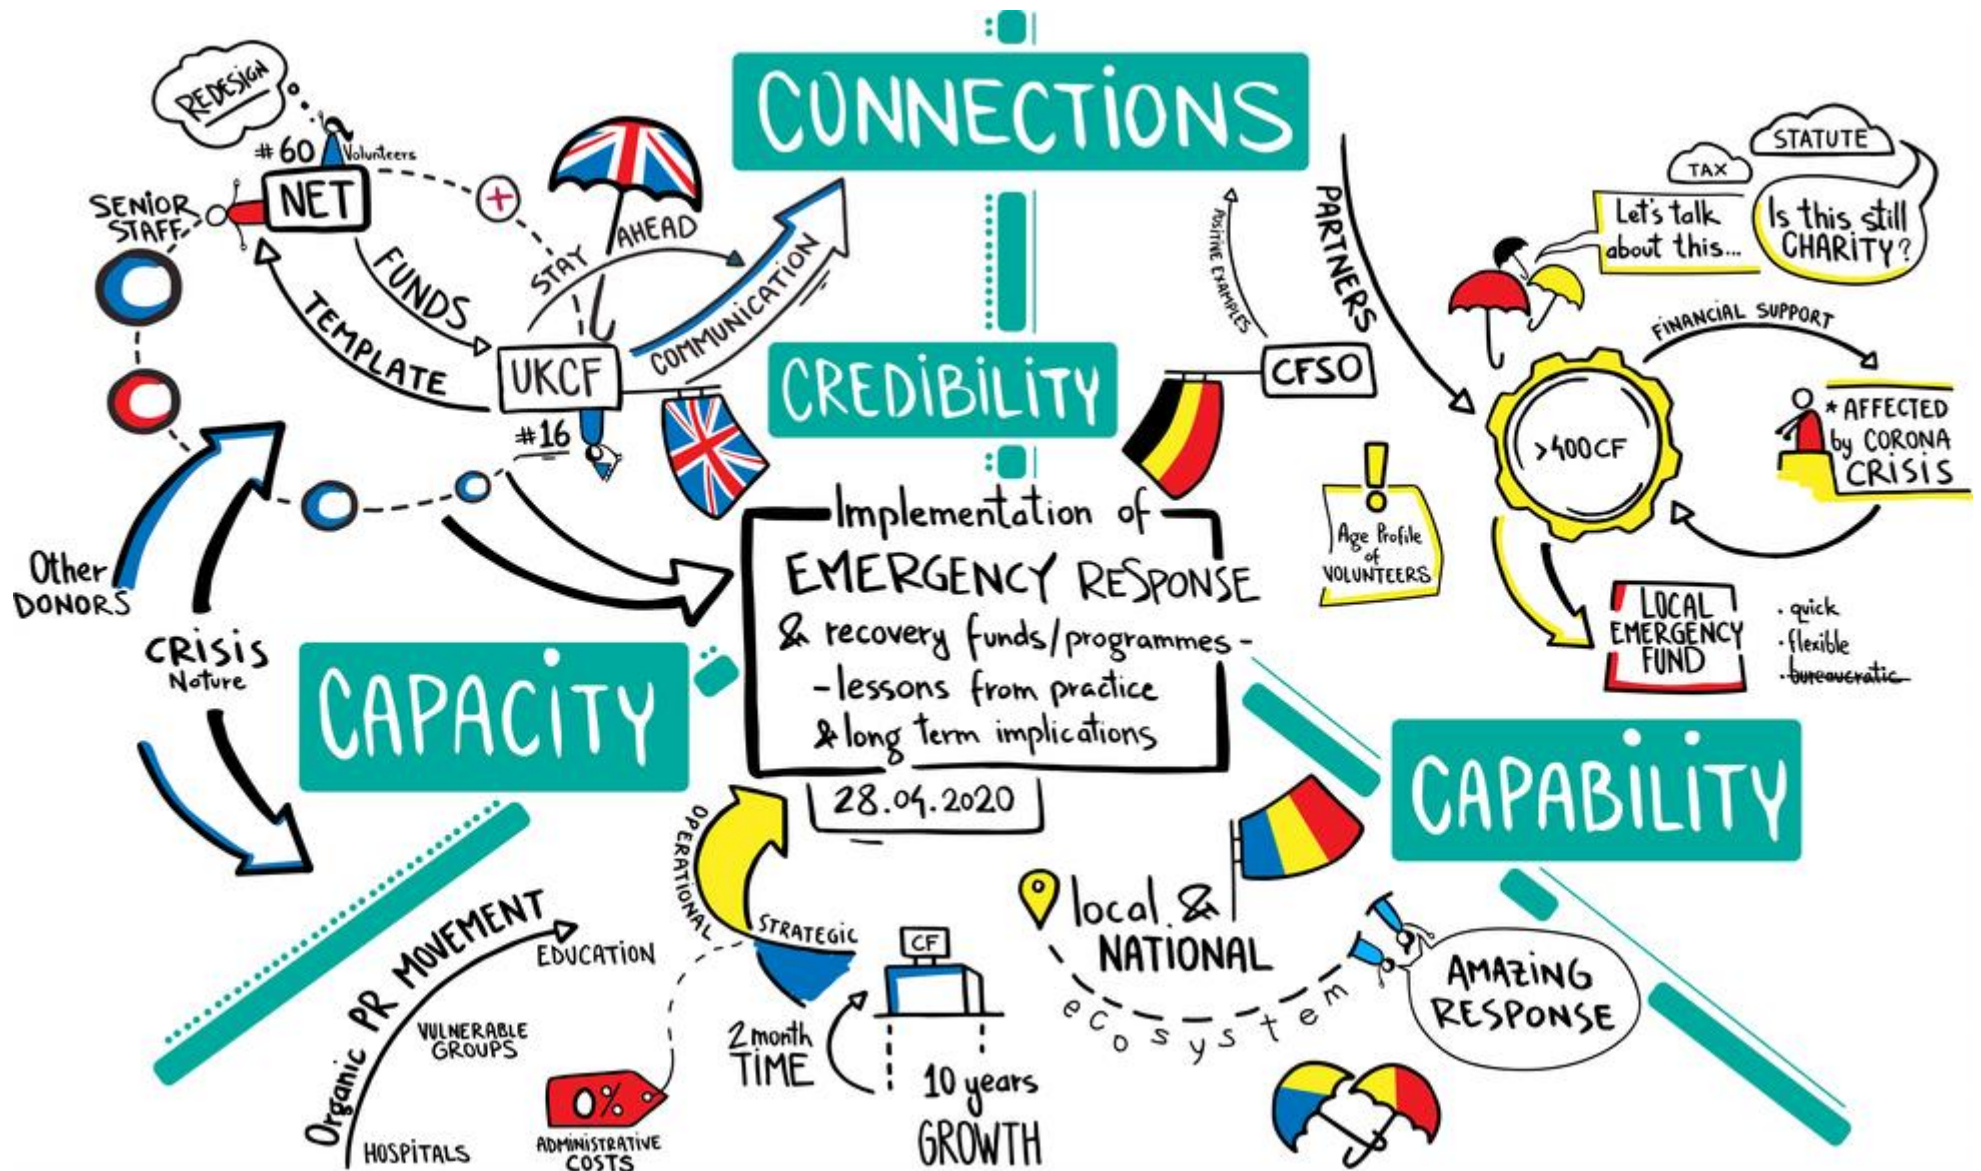 CONNECTIONS
REDESIGN
#60 Volunteers
NET
SENIOR
STAFF
FUNDS
TEMPLATE
STAY AHEAD
COMMUNICATION
UKCF
#16
CREDIBILITY
POSITIVE EXAMPLES
CFSO
PARTNERS
STATUTE
TAX
Let's talk
about this...
Is this still
CHARITY?
FINANCIAL SUPPORT
>400CF
* AFFECTED
by CORONA
CRISIS
Age Profile
of
VOLUNTEERS
LOCAL
EMERGENCY
FUND
. quick
. flexible
. bureaucratic
Other
DONORS
CRISIS
Nature
CAPACITY
Implementation of
EMERGENCY RESPONSE
& recovery funds/programmes -
- lessons from practice
& long term implications
28.04.2020
CAPABILITY
OPERATIONAL
STRATEGIC
Organic PR MOVEMENT
EDUCATION
VULNERABLE
GROUPS
HOSPITALS
0%
ADMINISTRATIVE
COSTS
CF
2 month
TIME
10 years
GROWTH
local &
NATIONAL
ecosystem
AMAZING
RESPONSE